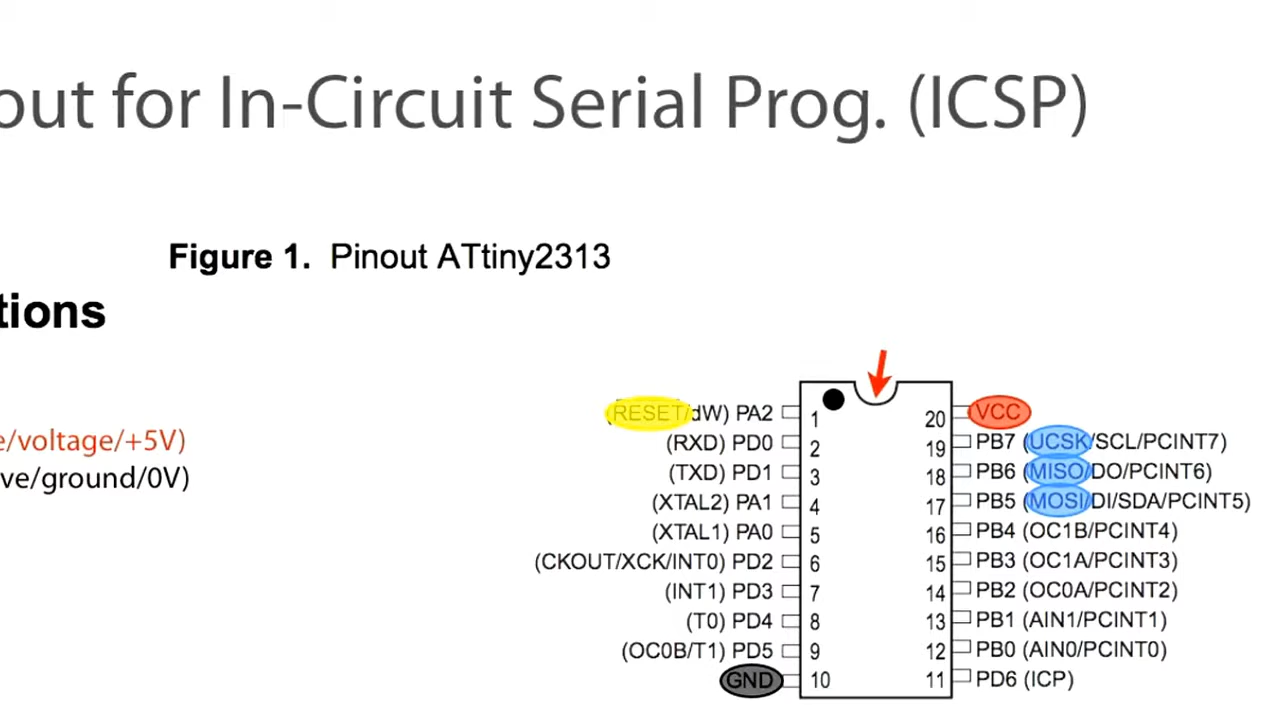 out for In-Circuit Serial Prog. (ICSP)
Figure 1. Pinout ATtiny2313
tions
e/voltage/+5V)
ve/ground/0V)
(RESET/dW) PA2 1 20 VCC
(RXD) PD0 2 19 PB7 (UCSK/SCL/PCINT7)
(TXD) PD1 3 18 PB6 (MISO/DO/PCINT6)
(XTAL2) PA1 4 17 PB5 (MOSI/DI/SDA/PCINT5)
(XTAL1) PA0 5 16 PB4 (OC1B/PCINT4)
(CKOUT/XCK/INT0) PD2 6 15 PB3 (OC1A/PCINT3)
(INT1) PD3 7 14 PB2 (OC0A/PCINT2)
(T0) PD4 8 13 PB1 (AIN1/PCINT1)
(OC0B/T1) PD5 9 12 PB0 (AIN0/PCINT0)
GND 10 11 PD6 (ICP)